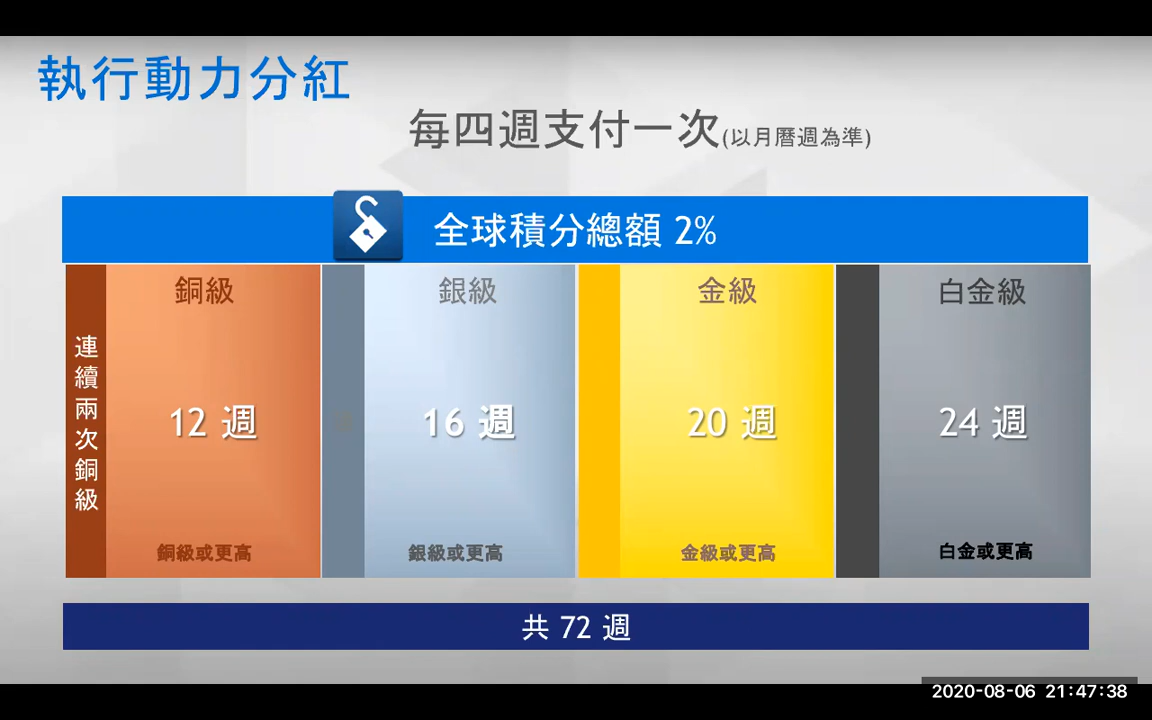 執行動力分紅
每四週支付一次(以月曆週為準)
全球積分總額 2%
連續兩次銅級
銅級
12 週
銅級或更高
銀級
16 週
銀級或更高
金級
20 週
金級或更高
白金級
24 週
白金或更高
共 72 週
2020-08-06 21:47:38